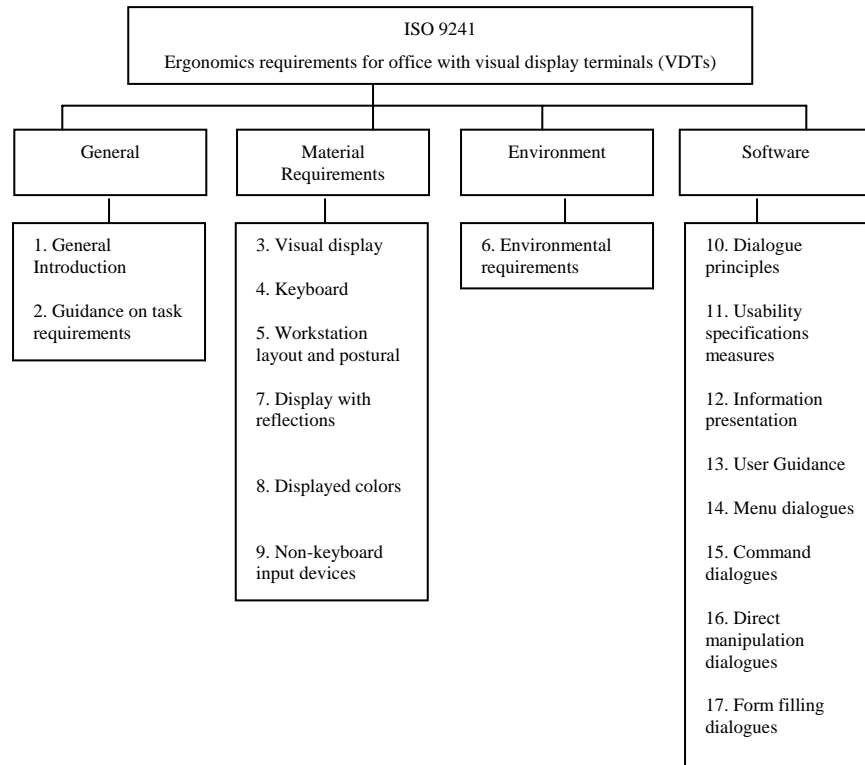 ISO 9241
Ergonomics requirements for office with visual display terminals (VDTs)
General
Material
Requirements
Environment
Software
1. General
Introduction
2. Guidance on task
requirements
3. Visual display
4. Keyboard
5. Workstation
layout and postural
7. Display with
reflections
8. Displayed colors
9. Non-keyboard
input devices
6. Environmental
requirements
10. Dialogue
principles
11. Usability
specifications
measures
12. Information
presentation
13. User Guidance
14. Menu dialogues
15. Command
dialogues
16. Direct
manipulation
dialogues
17. Form filling
dialogues